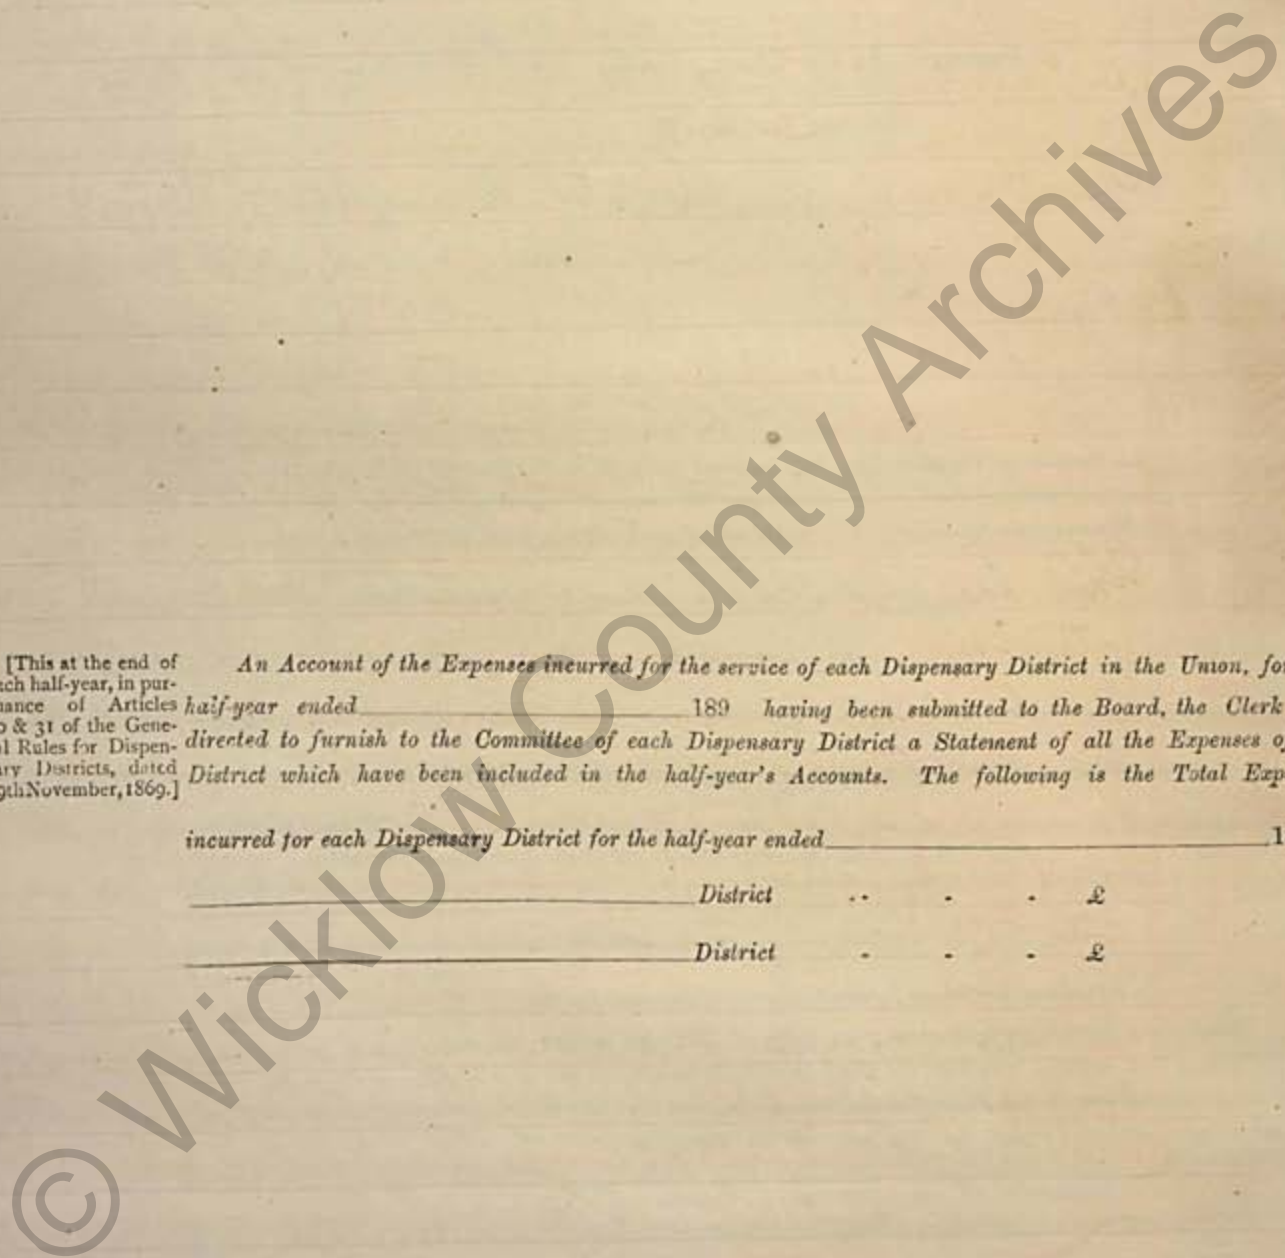 [This at the end of
ch half-year, in pur-
ance of Articles
& 31 of the Gene-
l Rules for Dispen-
ry Districts, dated
9th November, 1869.]
An Account of the Expenses incurred for the service of each Dispensary District in the Union, for
half-year ended 189 having been submitted to the Board, the Clerk
directed to furnish to the Committee of each Dispensary District a Statement of all the Expenses of
District which have been included in the half-year's Accounts. The following is the Total Exp
incurred for each Dispensary District for the half-year ended 1
District - - - £
District - - - £
© Wicklow County Archives